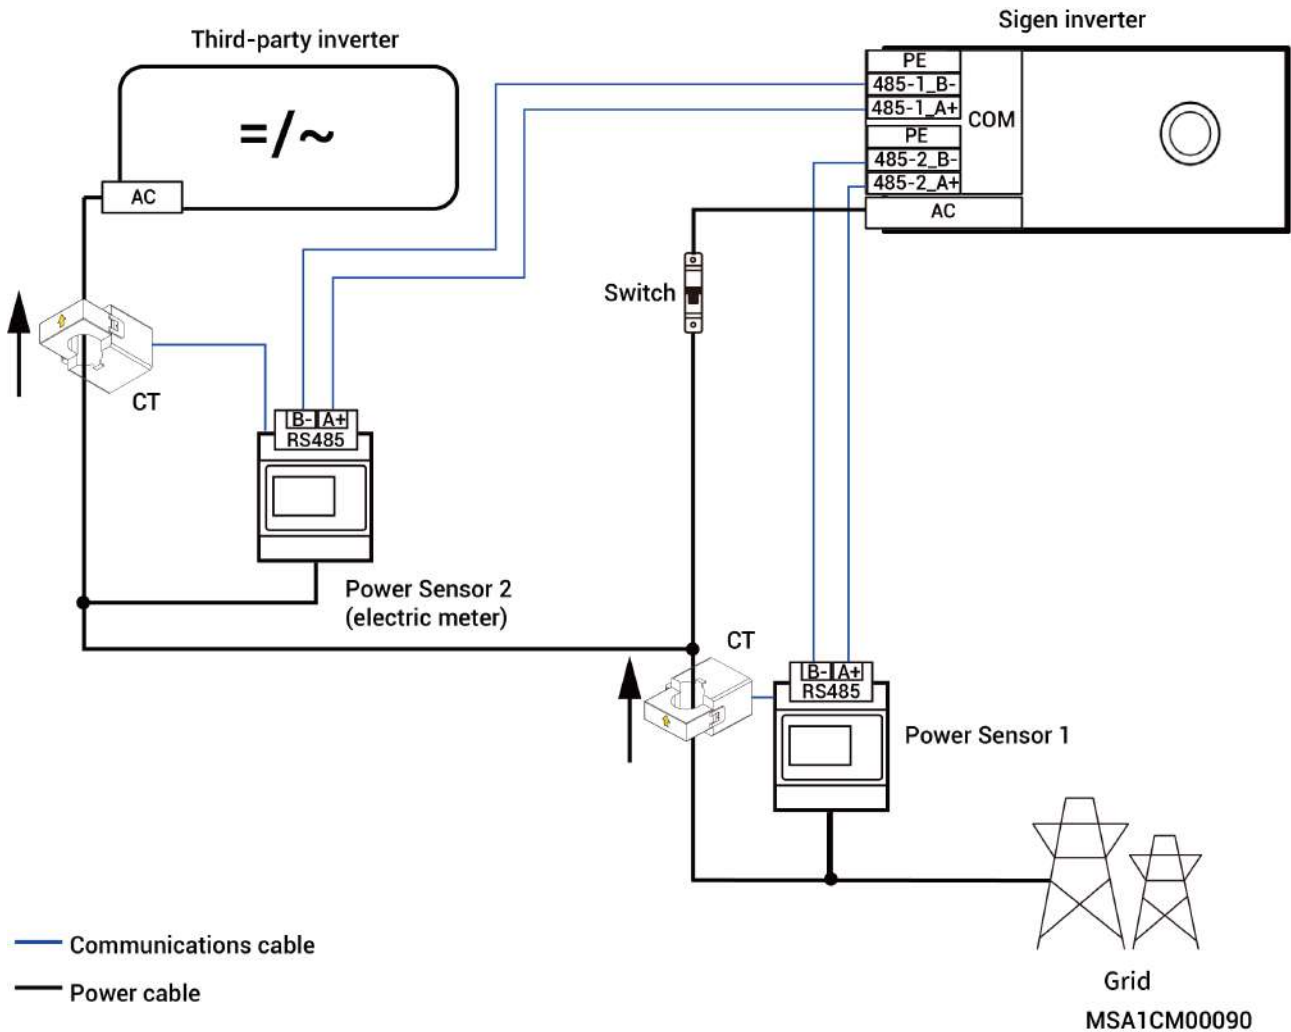 Sigen inverter
Third-party inverter
PE
485-1_B-
485-1_A+
COM
PE
485-2_B-
485-2_A+
AC
=/~
AC
Switch
CT
B- A+
RS485
Power Sensor 2
(electric meter)
CT
B- A+
RS485
Power Sensor 1
Communications cable
Power cable
Grid
MSA1CM00090